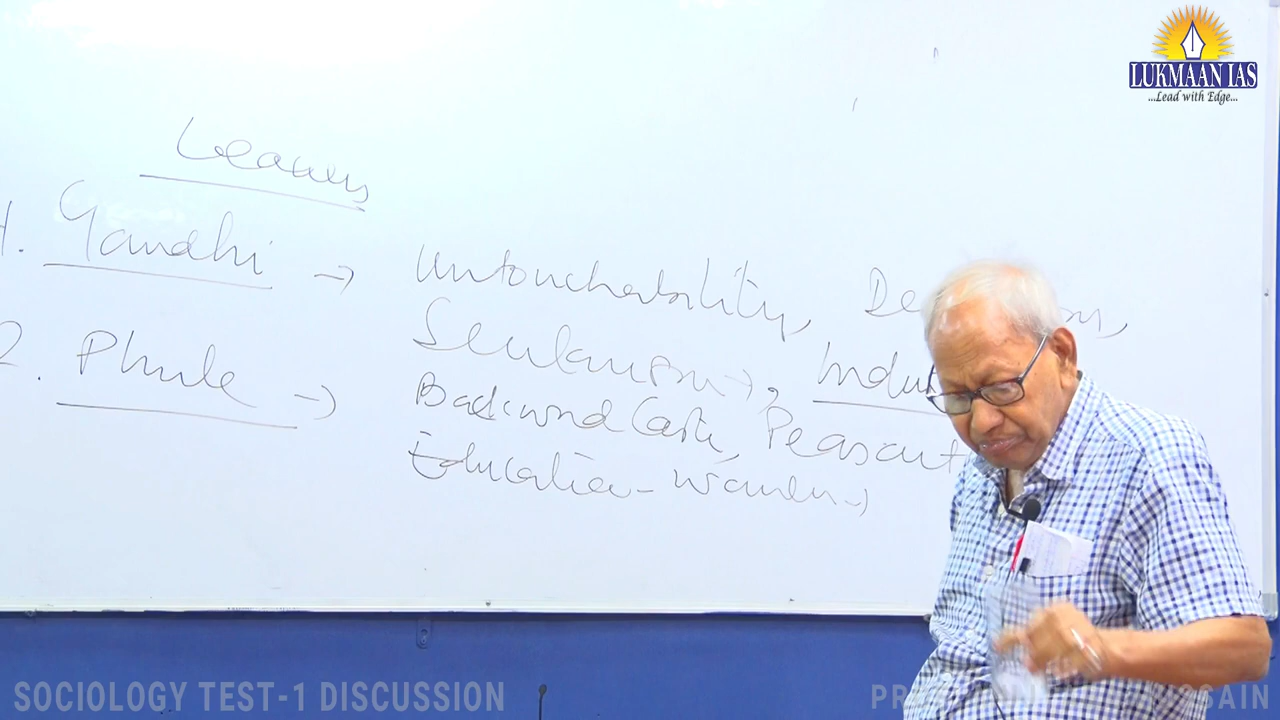 LUKMAAN IAS
...Lead with Edge...
Leaders
1. Gandhi → Untouchability, De
Secularism →, Indu
2. Phule → Backward Caste, Peasant
Education - Women →
SOCIOLOGY TEST-1 DISCUSSION
SAIN